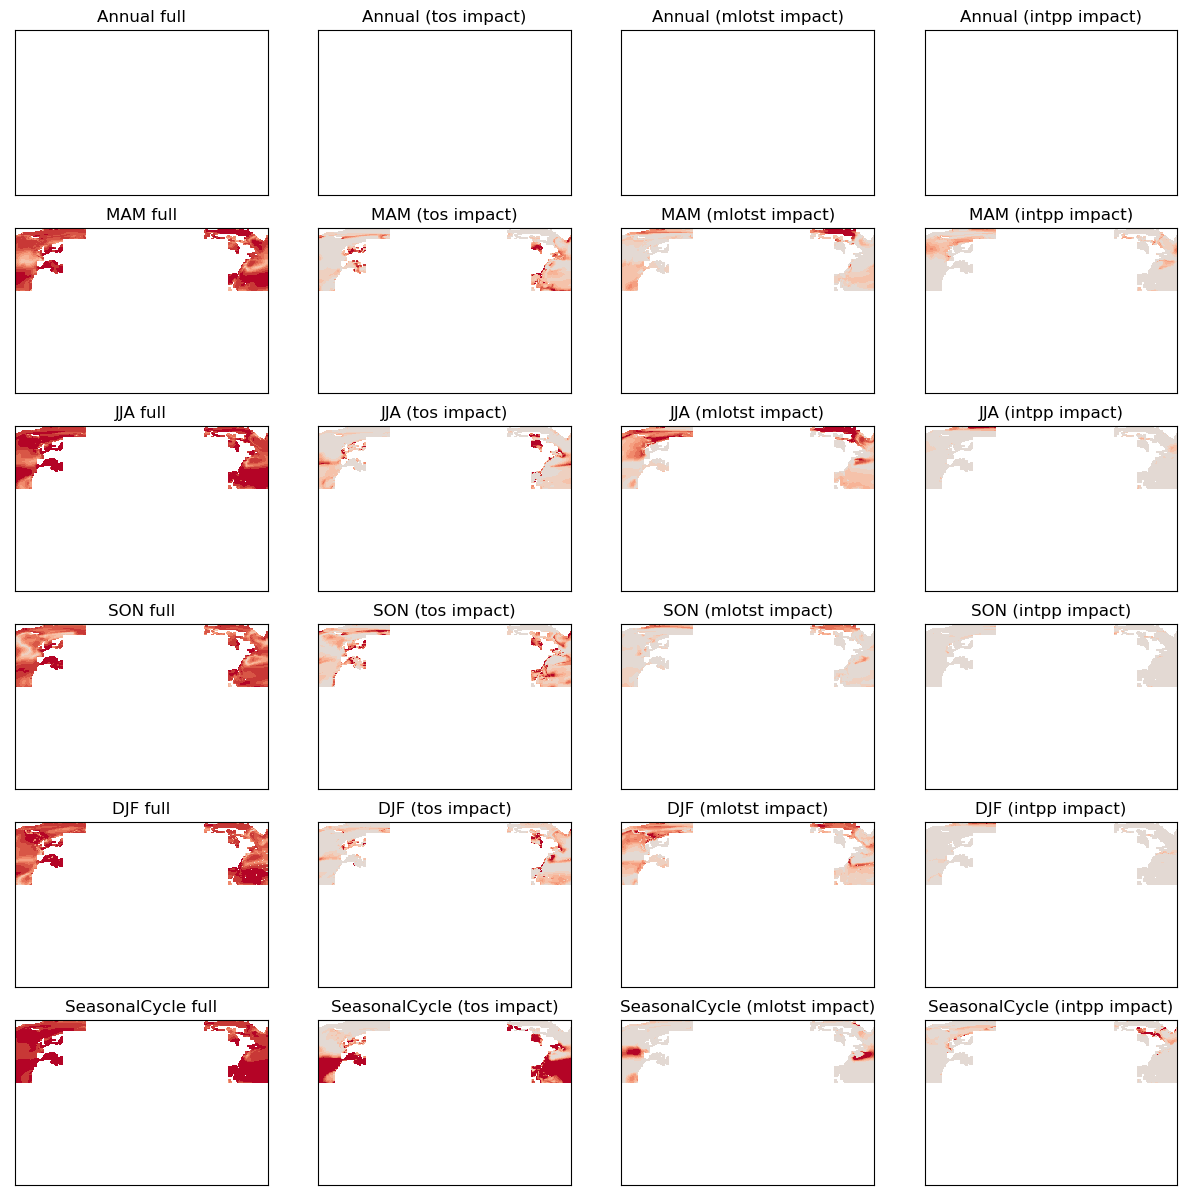 Annual full
Annual (tos impact)
Annual (mlotst impact)
Annual (intpp impact)
MAM full
MAM (tos impact)
MAM (mlotst impact)
MAM (intpp impact)
JJA full
JJA (tos impact)
JJA (mlotst impact)
JJA (intpp impact)
SON full
SON (tos impact)
SON (mlotst impact)
SON (intpp impact)
DJF full
DJF (tos impact)
DJF (mlotst impact)
DJF (intpp impact)
SeasonalCycle full
SeasonalCycle (tos impact)
SeasonalCycle (mlotst impact)
SeasonalCycle (intpp impact)